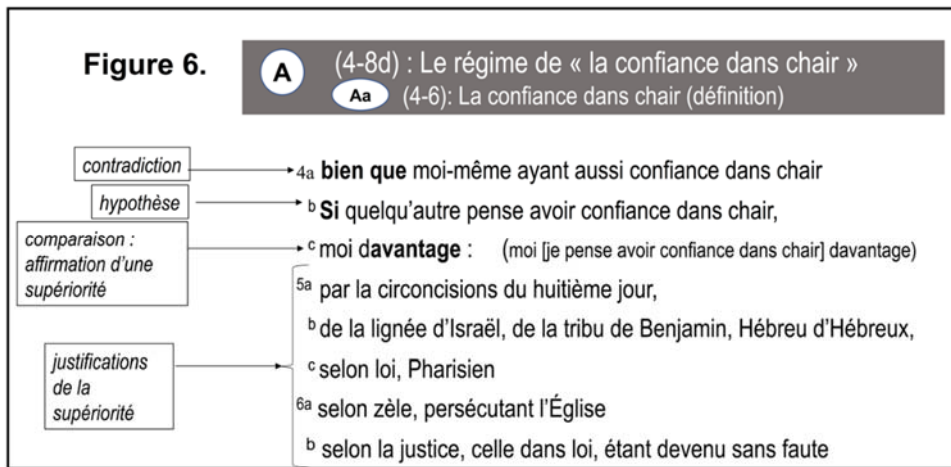 Figure 6.
A (4-8d) : Le régime de « la confiance dans chair »
Aa (4-6): La confiance dans chair (définition)
contradiction
4a bien que moi-même ayant aussi confiance dans chair
hypothèse
b Si quelqu'autre pense avoir confiance dans chair,
comparaison :
affirmation d'une
supériorité
c moi davantage : (moi [je pense avoir confiance dans chair] davantage)
5a par la circoncisions du huitième jour,
b de la lignée d'Israël, de la tribu de Benjamin, Hébreu d'Hébreux,
justifications
de la
supériorité
c selon loi, Pharisien
6a selon zèle, persécutant l'Église
b selon la justice, celle dans loi, étant devenu sans faute